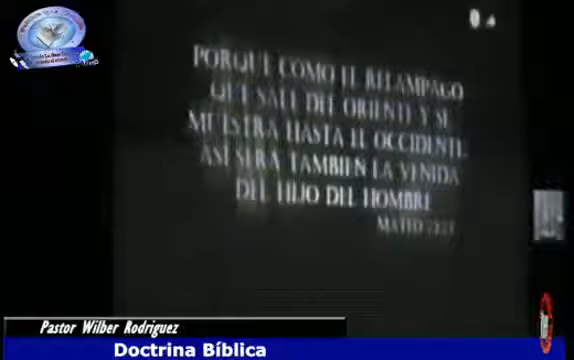 PORQUE COMO EL RELAMPAGO
QUE SALE DEL ORIENTE Y SE
MUESTRA HASTA EL OCCIDENTE,
ASI SERA TAMBIEN LA VENIDA
DEL HIJO DEL HOMBRE
MATEO
Pastor Wilber Rodriguez
Doctrina Bíblica